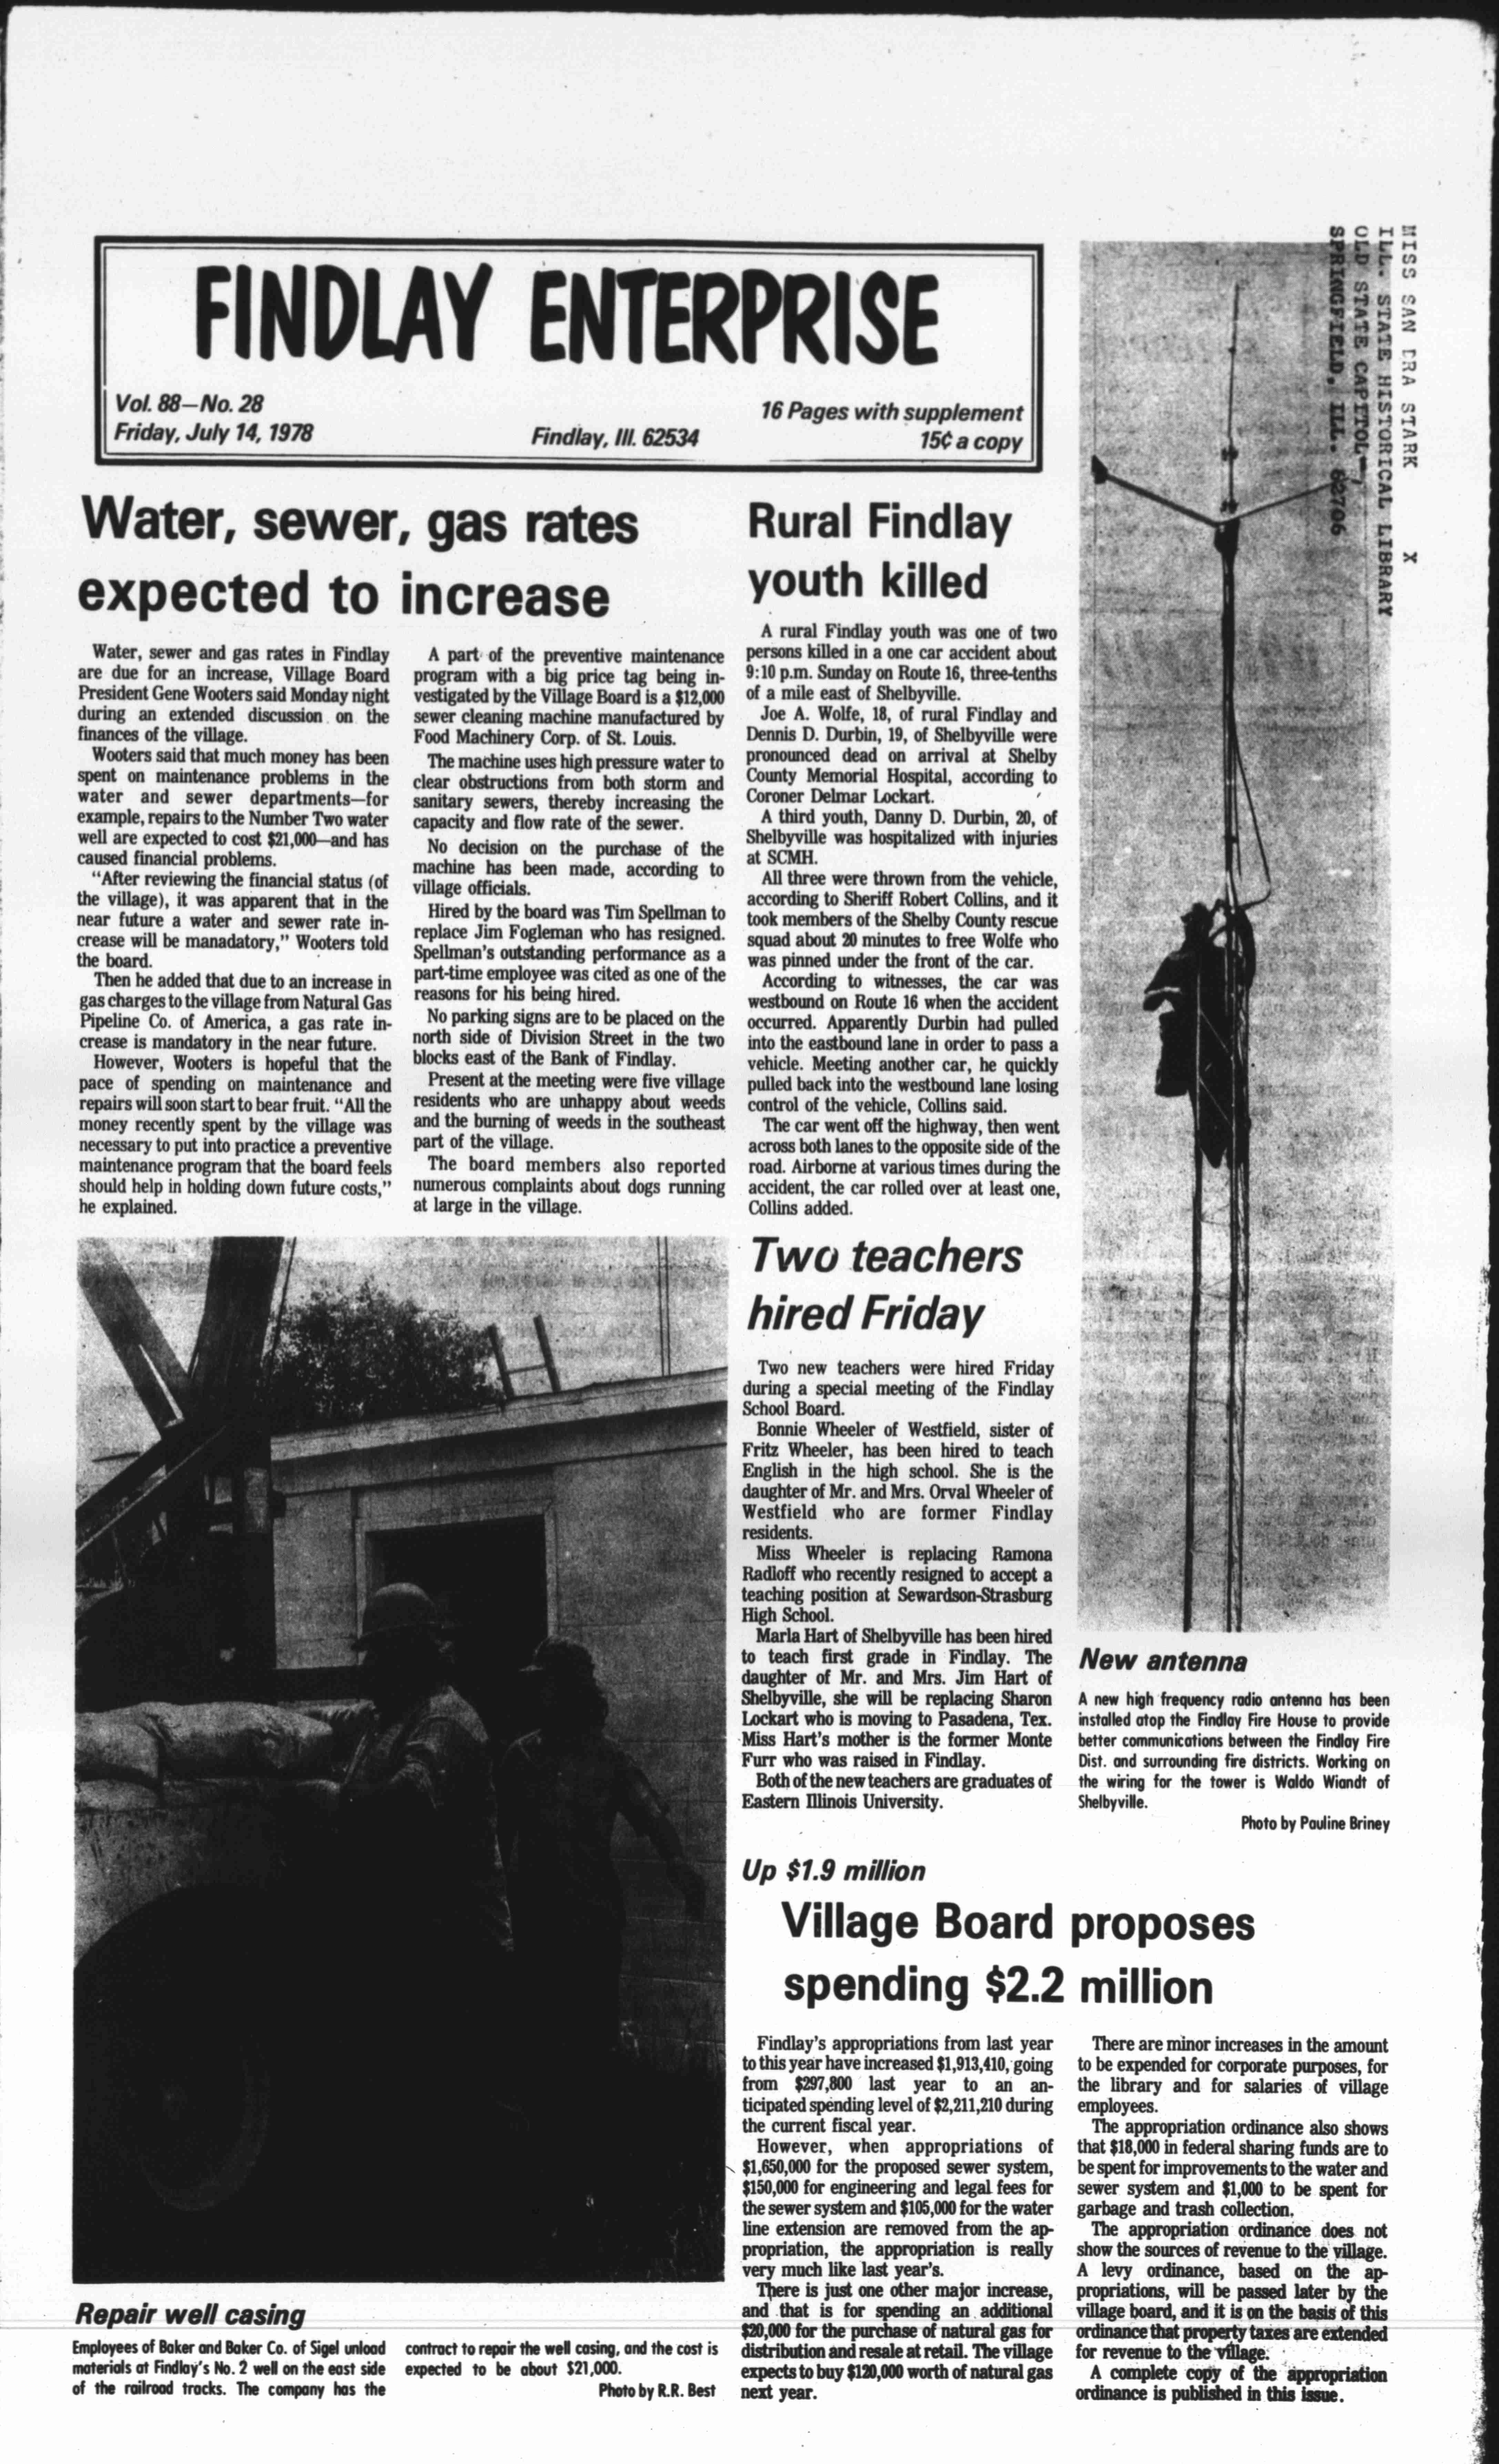 FINDLAY ENTERPRISE
Vol. 88—No. 28
Friday, July 14, 1978
Findlay, Ill. 62534
16 Pages with supplement
15¢ a copy
MISS SAN DRA STARK X
ILL. STATE HISTORICAL LIBRARY
OLD STATE CAPITOL
SPRINGFIELD, ILL. 62706
Water, sewer, gas rates
expected to increase
Water, sewer and gas rates in Findlay
are due for an increase, Village Board
President Gene Wooters said Monday night
during an extended discussion on the
finances of the village.
Wooters said that much money has been
spent on maintenance problems in the
water and sewer departments—for
example, repairs to the Number Two water
well are expected to cost $21,000—and has
caused financial problems.
"After reviewing the financial status (of
the village), it was apparent that in the
near future a water and sewer rate in-
crease will be manadatory," Wooters told
the board.
Then he added that due to an increase in
gas charges to the village from Natural Gas
Pipeline Co. of America, a gas rate in-
crease is mandatory in the near future.
However, Wooters is hopeful that the
pace of spending on maintenance and
repairs will soon start to bear fruit. "All the
money recently spent by the village was
necessary to put into practice a preventive
maintenance program that the board feels
should help in holding down future costs,"
he explained.
A part of the preventive maintenance
program with a big price tag being in-
vestigated by the Village Board is a $12,000
sewer cleaning machine manufactured by
Food Machinery Corp. of St. Louis.
The machine uses high pressure water to
clear obstructions from both storm and
sanitary sewers, thereby increasing the
capacity and flow rate of the sewer.
No decision on the purchase of the
machine has been made, according to
village officials.
Hired by the board was Tim Spellman to
replace Jim Fogleman who has resigned.
Spellman's outstanding performance as a
part-time employee was cited as one of the
reasons for his being hired.
No parking signs are to be placed on the
north side of Division Street in the two
blocks east of the Bank of Findlay.
Present at the meeting were five village
residents who are unhappy about weeds
and the burning of weeds in the southeast
part of the village.
The board members also reported
numerous complaints about dogs running
at large in the village.
Rural Findlay
youth killed
A rural Findlay youth was one of two
persons killed in a one car accident about
9:10 p.m. Sunday on Route 16, three-tenths
of a mile east of Shelbyville.
Joe A. Wolfe, 18, of rural Findlay and
Dennis D. Durbin, 19, of Shelbyville were
pronounced dead on arrival at Shelby
County Memorial Hospital, according to
Coroner Delmar Lockart.
A third youth, Danny D. Durbin, 20, of
Shelbyville was hospitalized with injuries
at SCMH.
All three were thrown from the vehicle,
according to Sheriff Robert Collins, and it
took members of the Shelby County rescue
squad about 20 minutes to free Wolfe who
was pinned under the front of the car.
According to witnesses, the car was
westbound on Route 16 when the accident
occurred. Apparently Durbin had pulled
into the eastbound lane in order to pass a
vehicle. Meeting another car, he quickly
pulled back into the westbound lane losing
control of the vehicle, Collins said.
The car went off the highway, then went
across both lanes to the opposite side of the
road. Airborne at various times during the
accident, the car rolled over at least one,
Collins added.
Two teachers
hired Friday
Two new teachers were hired Friday
during a special meeting of the Findlay
School Board.
Bonnie Wheeler of Westfield, sister of
Fritz Wheeler, has been hired to teach
English in the high school. She is the
daughter of Mr. and Mrs. Orval Wheeler of
Westfield who are former Findlay
residents.
Miss Wheeler is replacing Ramona
Radloff who recently resigned to accept a
teaching position at Sewardson-Strasburg
High School.
Marla Hart of Shelbyville has been hired
to teach first grade in Findlay. The
daughter of Mr. and Mrs. Jim Hart of
Shelbyville, she will be replacing Sharon
Lockart who is moving to Pasadena, Tex.
Miss Hart's mother is the former Monte
Furr who was raised in Findlay.
Both of the new teachers are graduates of
Eastern Illinois University.
New antenna
A new high frequency radio antenna has been
installed atop the Findlay Fire House to provide
better communications between the Findlay Fire
Dist. and surrounding fire districts. Working on
the wiring for the tower is Waldo Wiandt of
Shelbyville.
Photo by Pauline Briney
Up $1.9 million
Village Board proposes
spending $2.2 million
Findlay's appropriations from last year
to this year have increased $1,913,410, going
from $297,800 last year to an an-
ticipated spending level of $2,211,210 during
the current fiscal year.
However, when appropriations of
$1,650,000 for the proposed sewer system,
$150,000 for engineering and legal fees for
the sewer system and $105,000 for the water
line extension are removed from the ap-
propriation, the appropriation is really
very much like last year's.
There is just one other major increase,
and that is for spending an additional
$20,000 for the purchase of natural gas for
distribution and resale at retail. The village
expects to buy $120,000 worth of natural gas
next year.
There are minor increases in the amount
to be expended for corporate purposes, for
the library and for salaries of village
employees.
The appropriation ordinance also shows
that $18,000 in federal sharing funds are to
be spent for improvements to the water and
sewer system and $1,000 to be spent for
garbage and trash collection.
The appropriation ordinance does not
show the sources of revenue to the village.
A levy ordinance, based on the ap-
propriations, will be passed later by the
village board, and it is on the basis of this
ordinance that property taxes are extended
for revenue to the village.
A complete copy of the appropriation
ordinance is published in this issue.
Repair well casing
Employees of Baker and Baker Co. of Sigel unload
materials at Findlay's No. 2 well on the east side
of the railroad tracks. The company has the
contract to repair the well casing, and the cost is
expected to be about $21,000.
Photo by R.R. Best